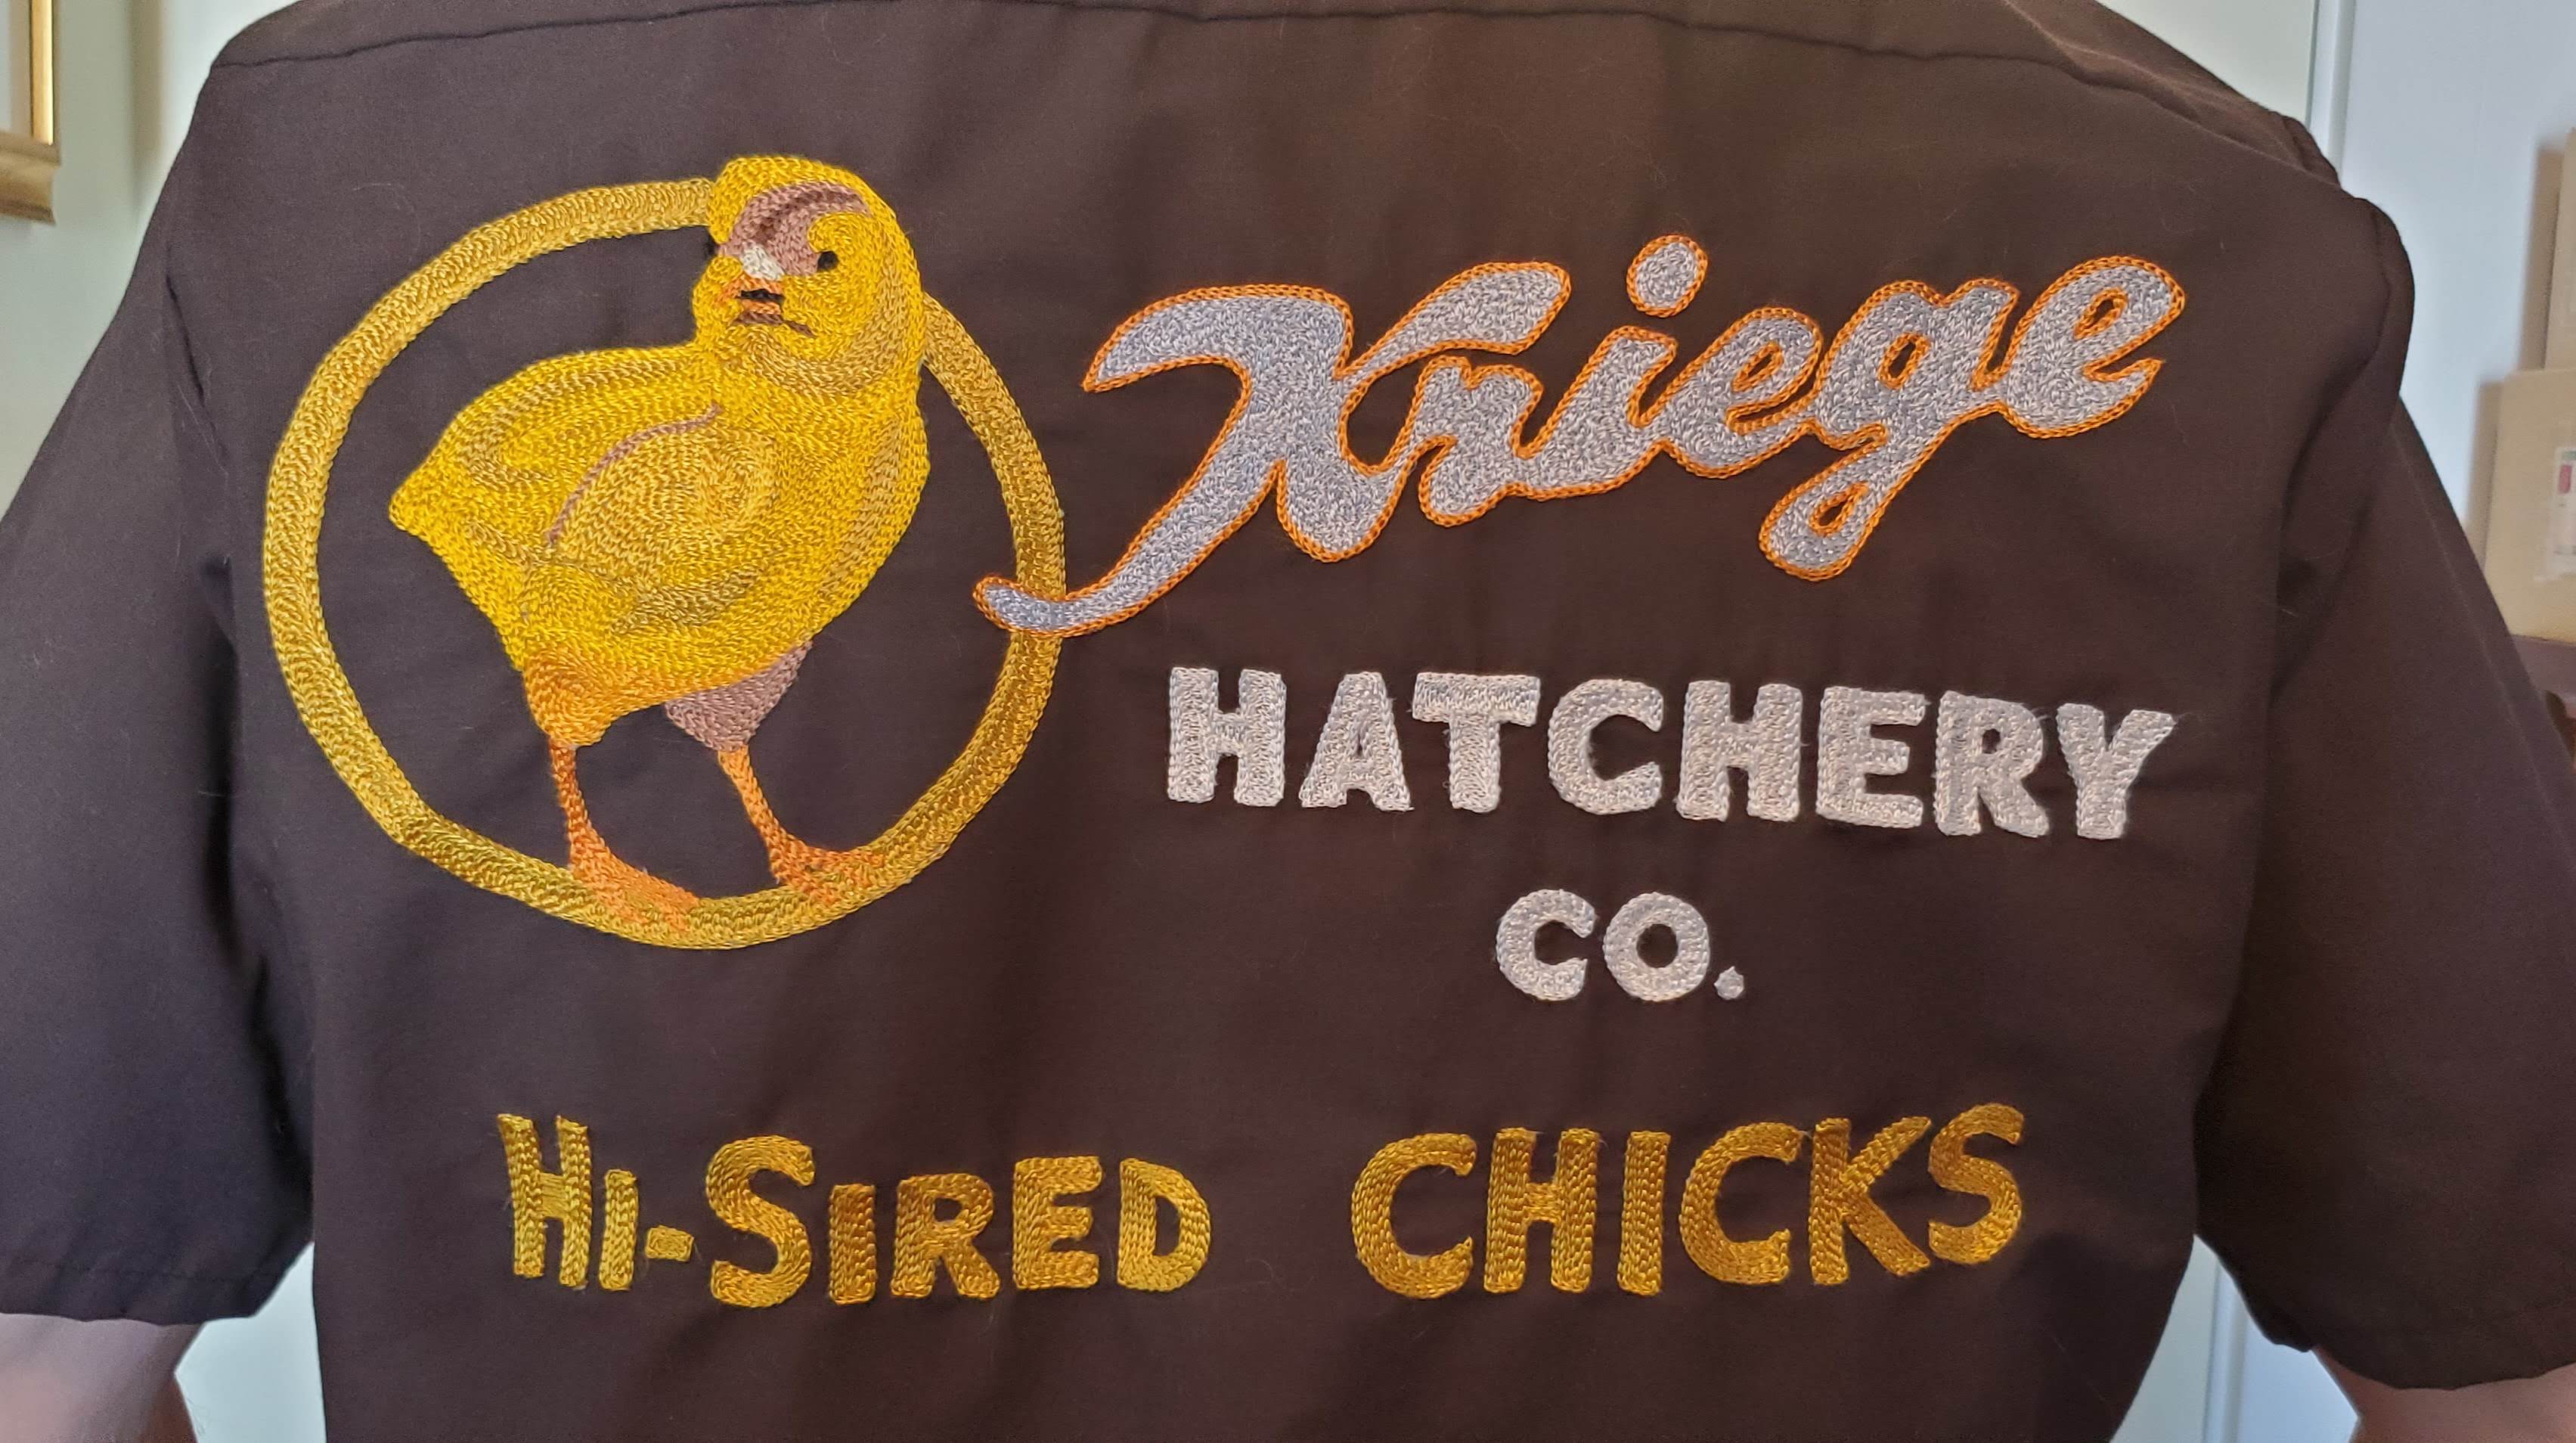 Kriege
HATCHERY
CO.
HI-SIRED CHICKS